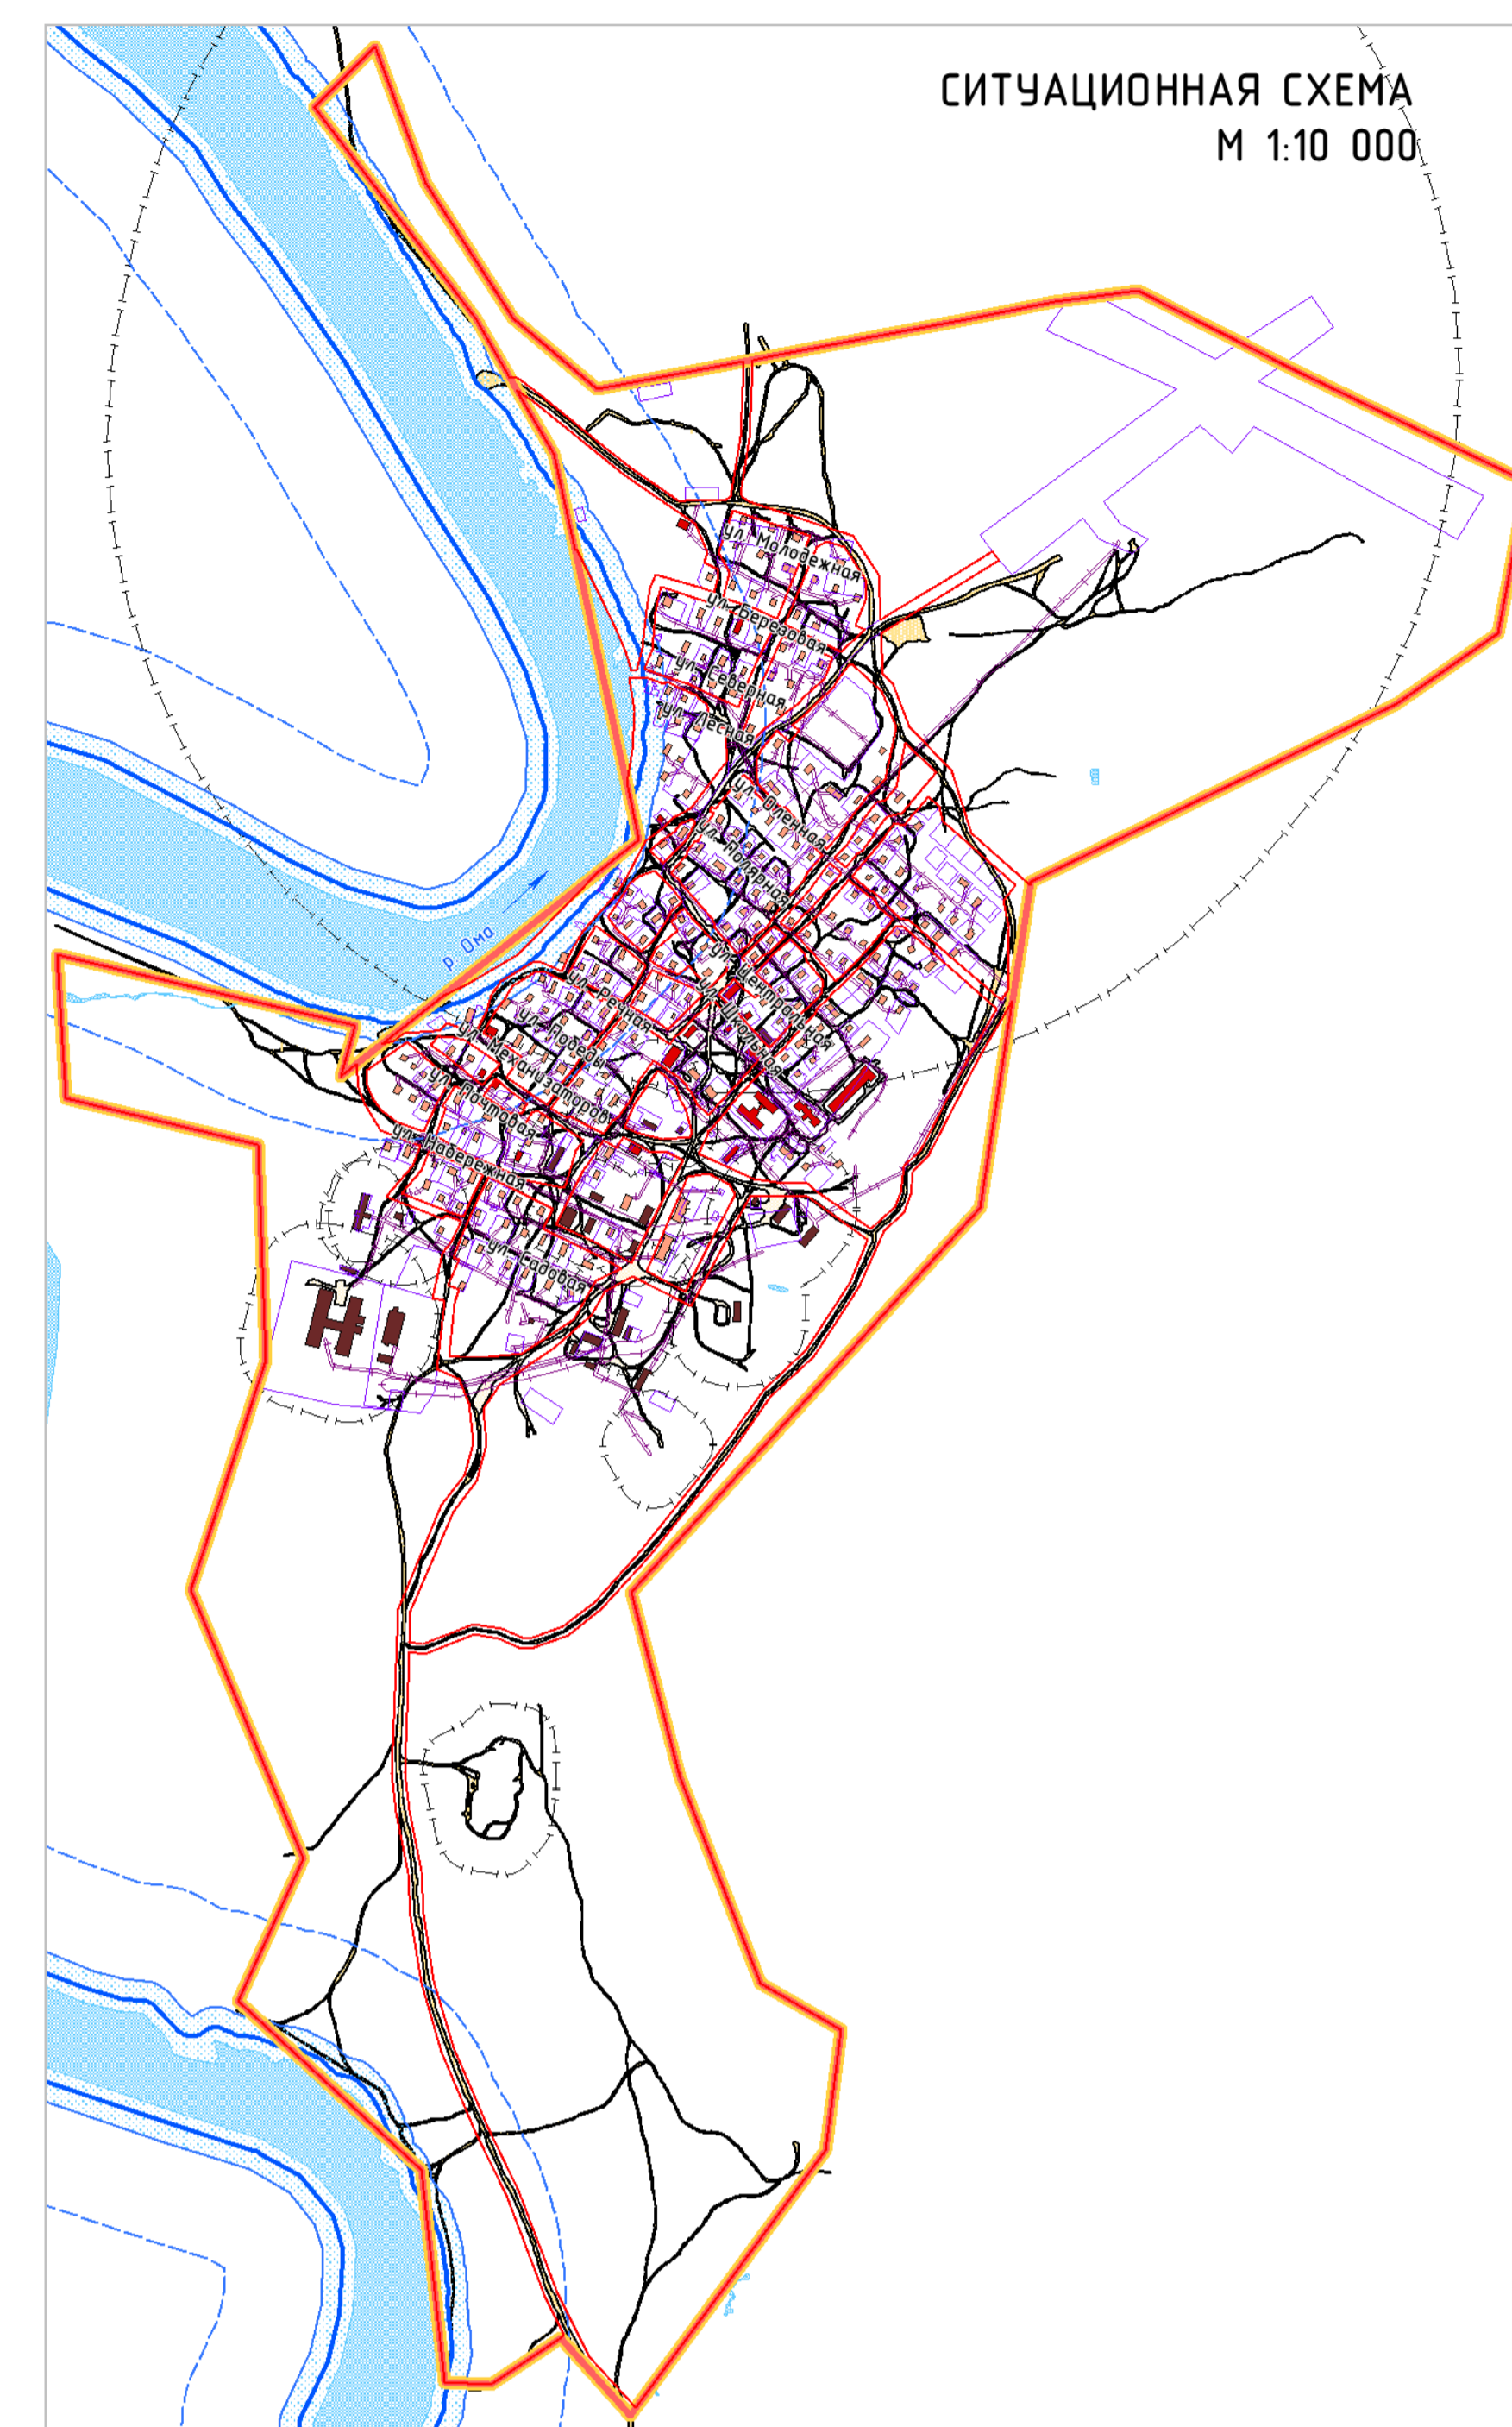 СИТУАЦИОННАЯ СХЕМА
М 1:10 000
ул. Молодежная
ул. Березовая
ул. Северная
ул. Лесная
ул. Оленная
ул. Полярная
р. Ома
ул. Центральная
ул. Школьная
ул. Речная
ул. Победы
ул. Механизаторов
ул. Почтовая
ул. Набережная
ул. Садовая